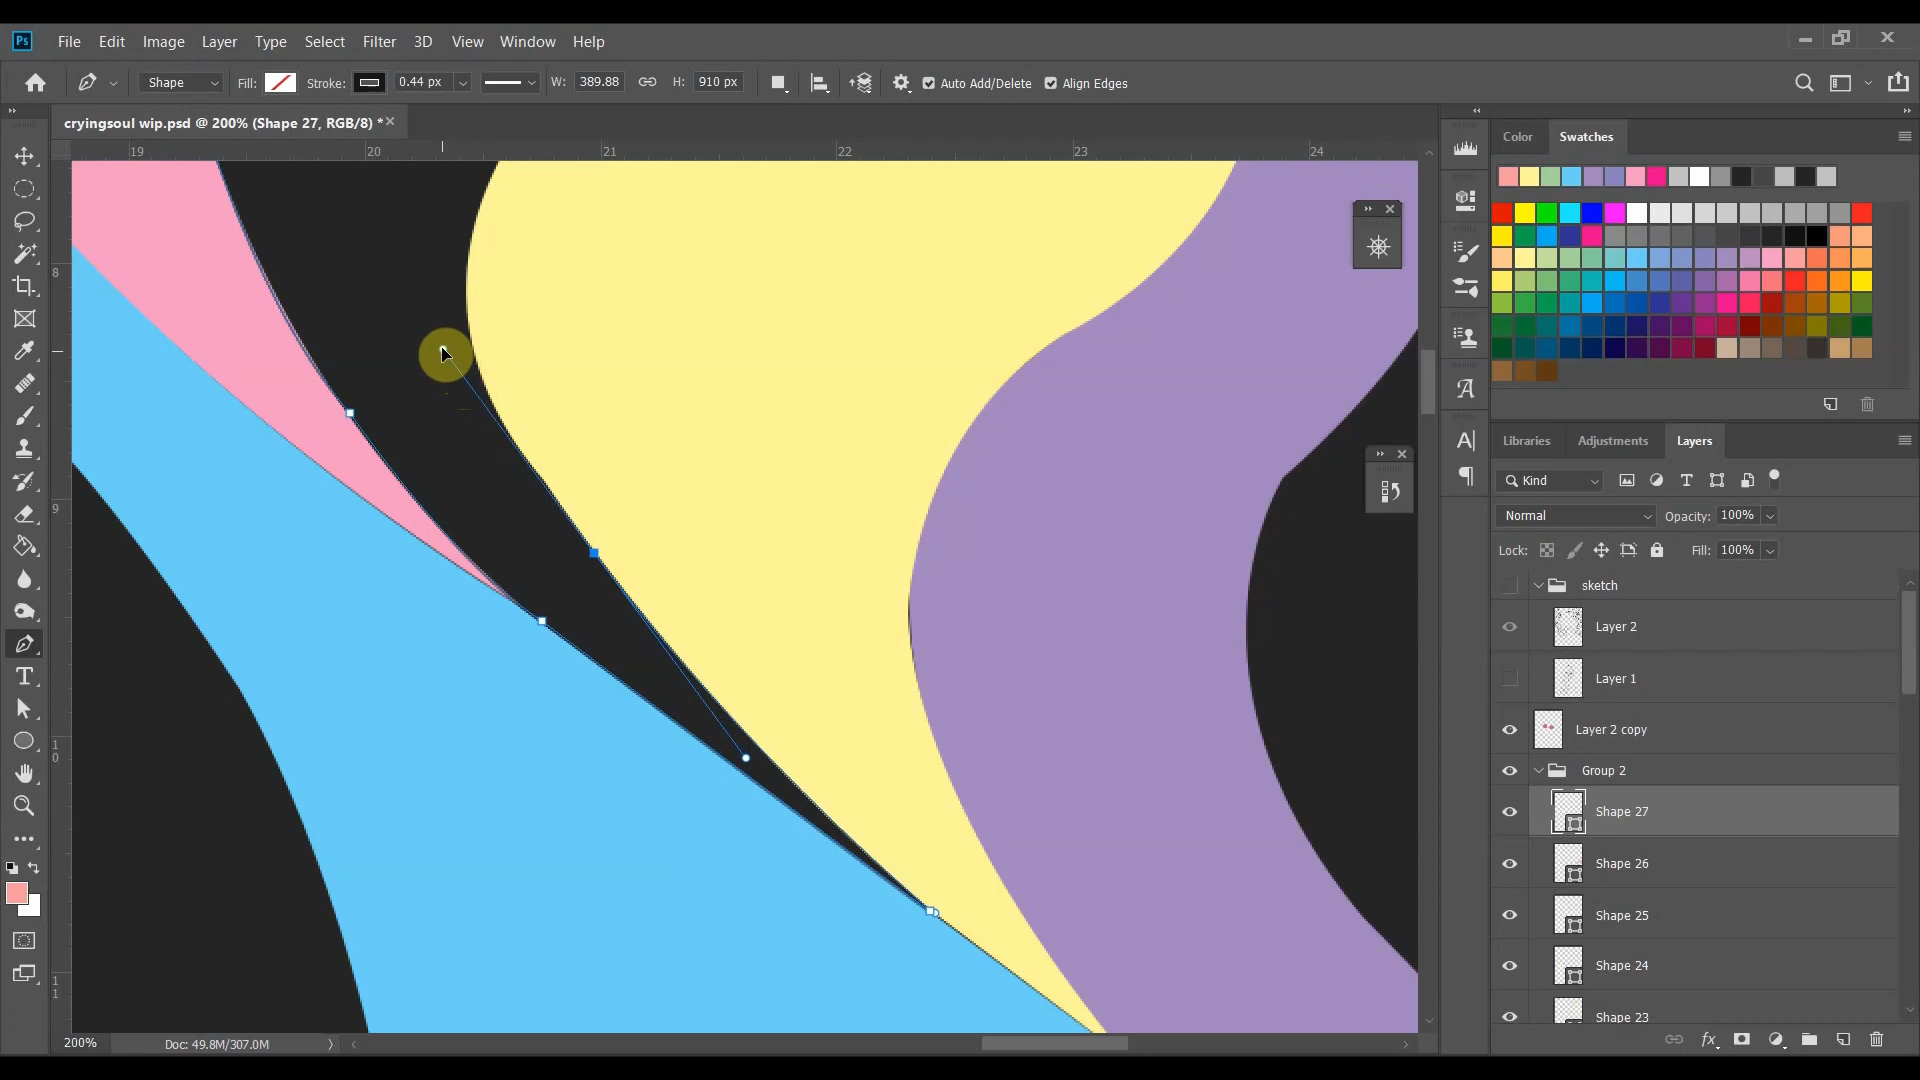 Ps File Edit Image Layer Type Select Filter 3D View Window Help
Shape Fill: Stroke: 0.44 px W: 389.88 H: 910 px Auto Add/Delete Align Edges
cryingsoul wip.psd @ 200% (Shape 27, RGB/8) *
Color Swatches
19 20 21 22 23 24
8
9
10
11
Libraries Adjustments Layers
Kind
Normal Opacity: 100%
Lock: Fill: 100%
sketch
Layer 2
Layer 1
Layer 2 copy
Group 2
Shape 27
Shape 26
Shape 25
Shape 24
Shape 23
200% Doc: 49.8M/307.0M